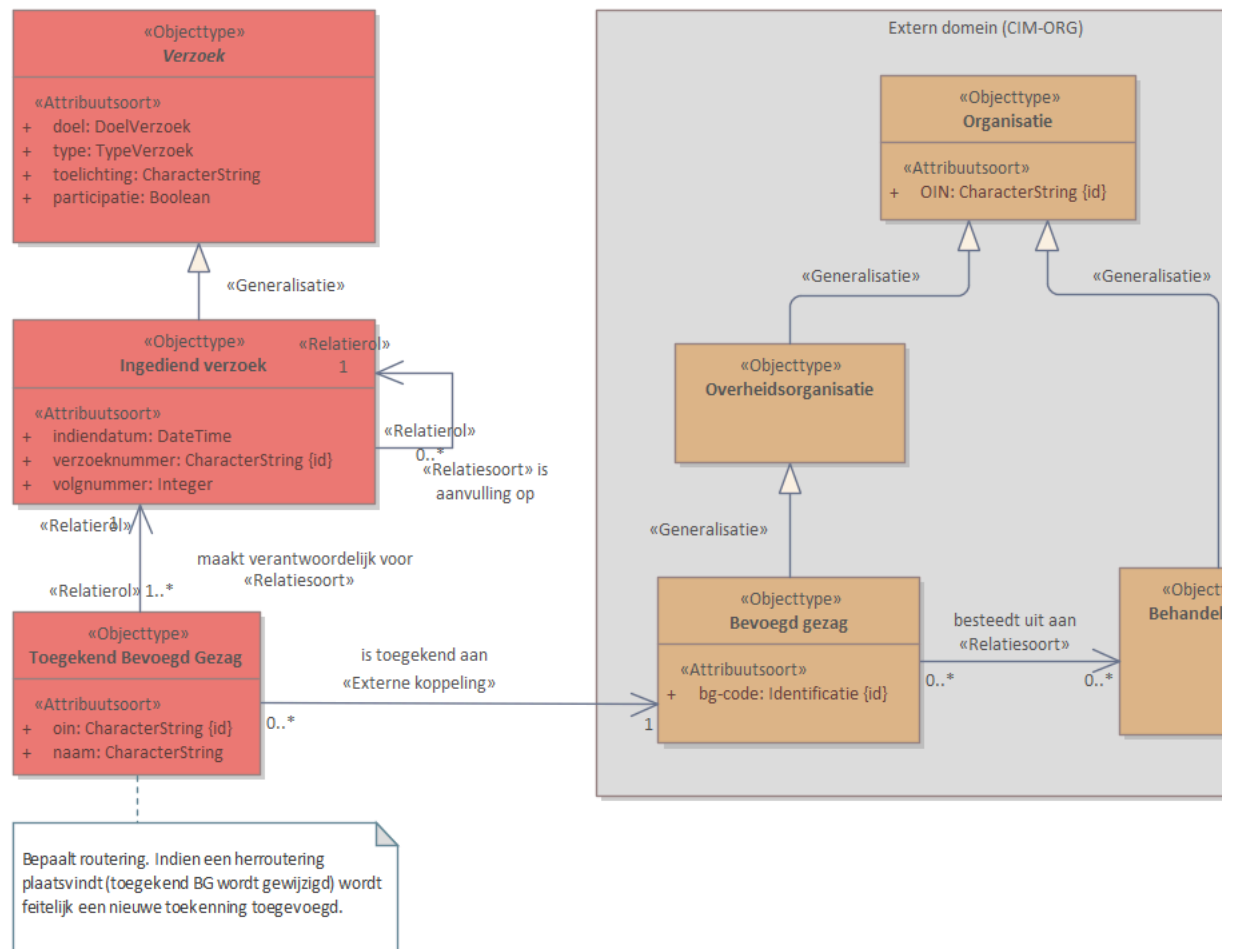 «Objecttype»
Verzoek
«Attribuutsoort»
+ doel: DoelVerzoek
+ type: TypeVerzoek
+ toelichting: CharacterString
+ participatie: Boolean
«Generalisatie»
«Objecttype»
Ingediend verzoek
«Attribuutsoort»
+ indiendatum: DateTime
+ verzoeknummer: CharacterString {id}
+ volgnummer: Integer
«Relatierol»
1
«Relatierol»
0..*
«Relatiesoort» is
aanvulling op
«Relatierol»
1
maakt verantwoordelijk voor
«Relatiesoort»
«Relatierol» 1..*
«Objecttype»
Toegekend Bevoegd Gezag
«Attribuutsoort»
+ oin: CharacterString {id}
+ naam: CharacterString
is toegekend aan
«Externe koppeling»
0..*
1
Bepaalt routering. Indien een herroutering
plaatsvindt (toegekend BG wordt gewijzigd) wordt
feitelijk een nieuwe toekenning toegevoegd.
Extern domein (CIM-ORG)
«Objecttype»
Organisatie
«Attribuutsoort»
+ OIN: CharacterString {id}
«Generalisatie»
«Generalisatie»
«Objecttype»
Overheidsorganisatie
«Generalisatie»
«Objecttype»
Bevoegd gezag
«Attribuutsoort»
+ bg-code: Identificatie {id}
besteedt uit aan
«Relatiesoort»
0..*
0..*
«Object
Behandel